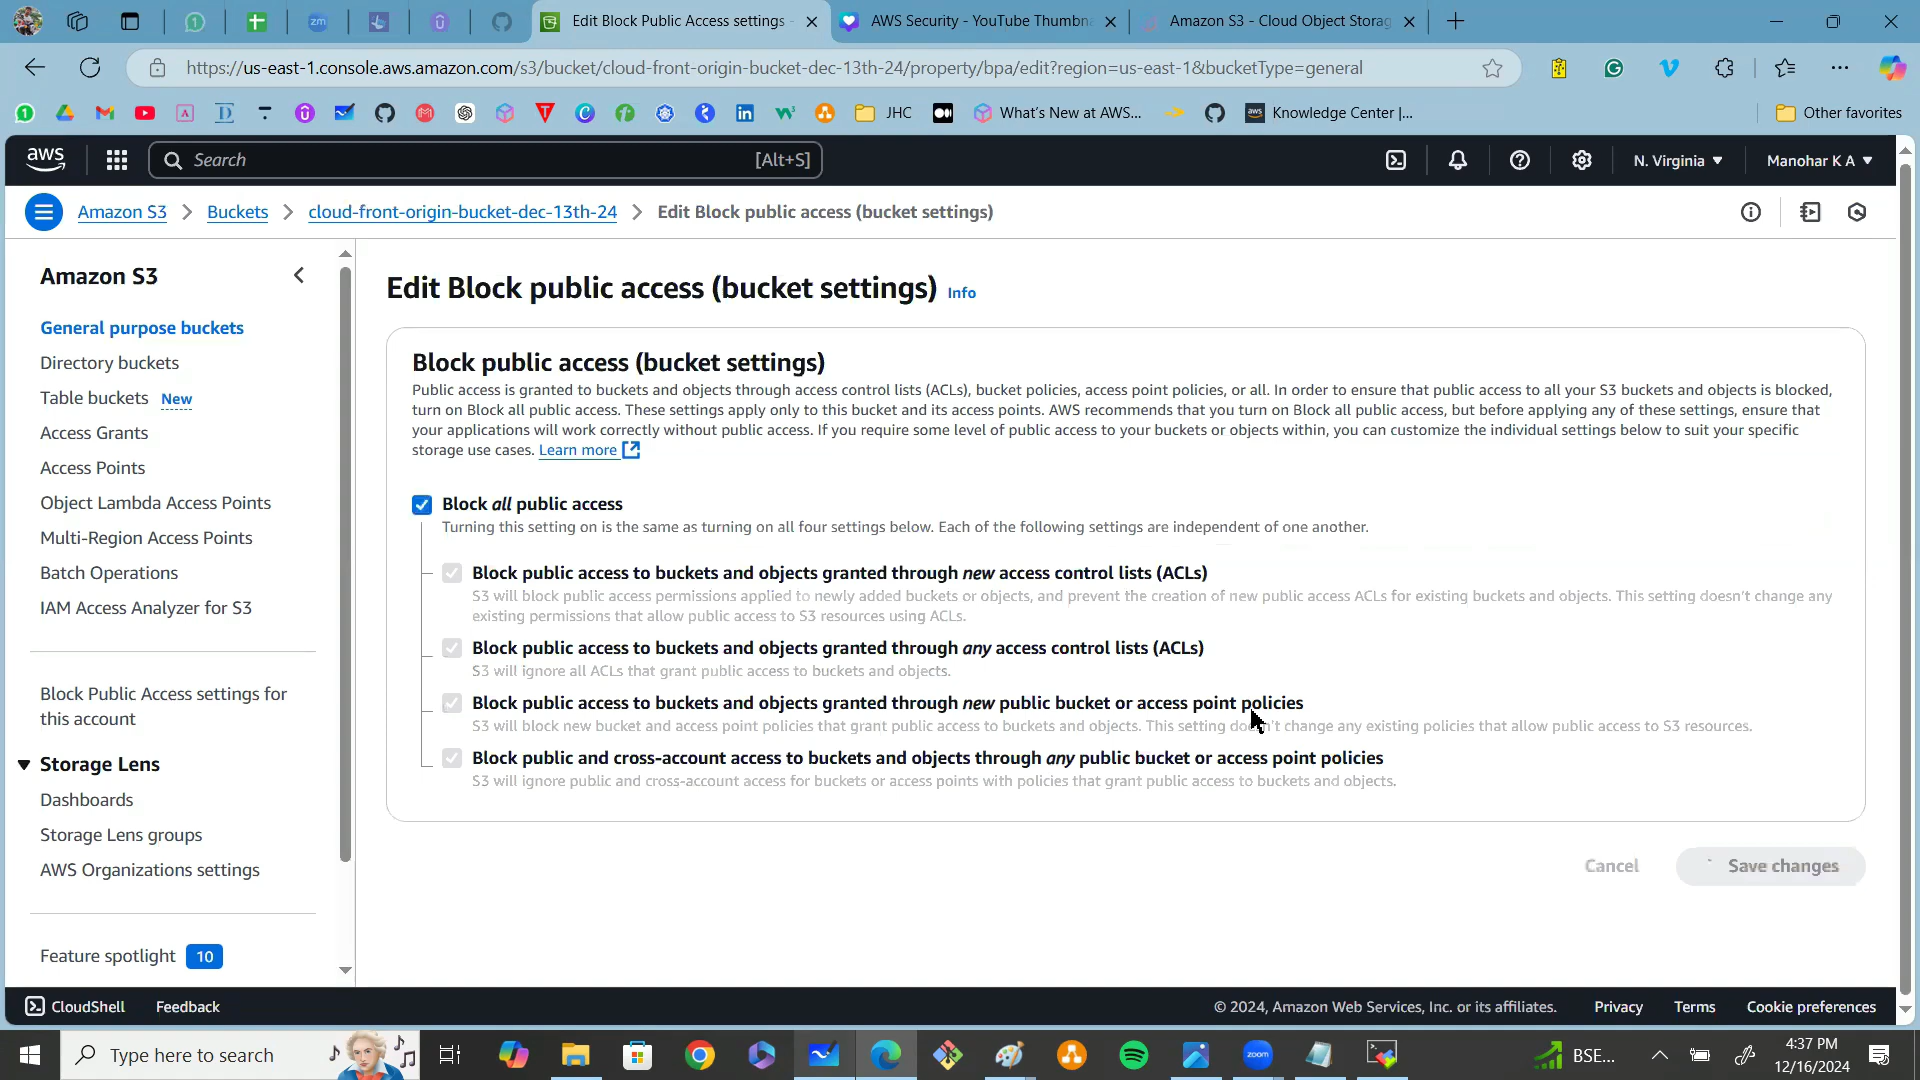 Edit Block Public Access settings -
AWS Security - YouTube Thumbn
Amazon S3 - Cloud Object Storag
https://us-east-1.console.aws.amazon.com/s3/bucket/cloud-front-origin-bucket-dec-13th-24/property/bpa/edit?region=us-east-1&bucketType=general
JHC
What's New at AWS...
Knowledge Center |...
Other favorites
aws
Search
[Alt+S]
N. Virginia
Manohar K A
Amazon S3
Buckets
cloud-front-origin-bucket-dec-13th-24
Edit Block public access (bucket settings)
Amazon S3
General purpose buckets
Directory buckets
Table buckets New
Access Grants
Access Points
Object Lambda Access Points
Multi-Region Access Points
Batch Operations
IAM Access Analyzer for S3
Block Public Access settings for
this account
Storage Lens
Dashboards
Storage Lens groups
AWS Organizations settings
Feature spotlight 10
Edit Block public access (bucket settings) Info
Block public access (bucket settings)
Public access is granted to buckets and objects through access control lists (ACLs), bucket policies, access point policies, or all. In order to ensure that public access to all your S3 buckets and objects is blocked,
turn on Block all public access. These settings apply only to this bucket and its access points. AWS recommends that you turn on Block all public access, but before applying any of these settings, ensure that
your applications will work correctly without public access. If you require some level of public access to your buckets or objects within, you can customize the individual settings below to suit your specific
storage use cases. Learn more
Block all public access
Turning this setting on is the same as turning on all four settings below. Each of the following settings are independent of one another.
Block public access to buckets and objects granted through new access control lists (ACLs)
S3 will block public access permissions applied to newly added buckets or objects, and prevent the creation of new public access ACLs for existing buckets and objects. This setting doesn't change any
existing permissions that allow public access to S3 resources using ACLs.
Block public access to buckets and objects granted through any access control lists (ACLs)
S3 will ignore all ACLs that grant public access to buckets and objects.
Block public access to buckets and objects granted through new public bucket or access point policies
S3 will block new bucket and access point policies that grant public access to buckets and objects. This setting doesn't change any existing policies that allow public access to S3 resources.
Block public and cross-account access to buckets and objects through any public bucket or access point policies
S3 will ignore public and cross-account access for buckets or access points with policies that grant public access to buckets and objects.
Cancel
Save changes
CloudShell
Feedback
© 2024, Amazon Web Services, Inc. or its affiliates.
Privacy
Terms
Cookie preferences
Type here to search
zoom
BSE...
4:37 PM
12/16/2024